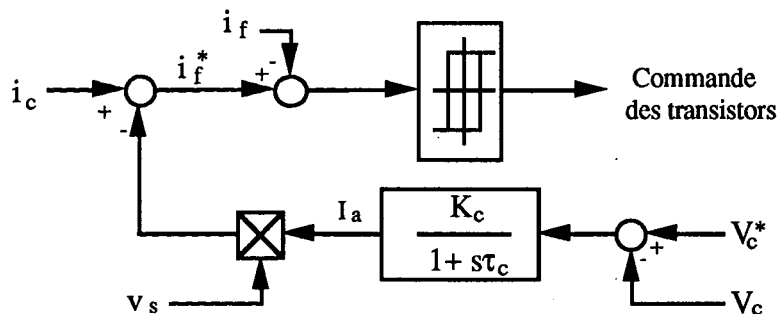 i_f
i_c + - i_f^* + -
Commande
des transistors
I_a
K_c
1 + sτ_c
+ V_c^*
-
v_s
V_c